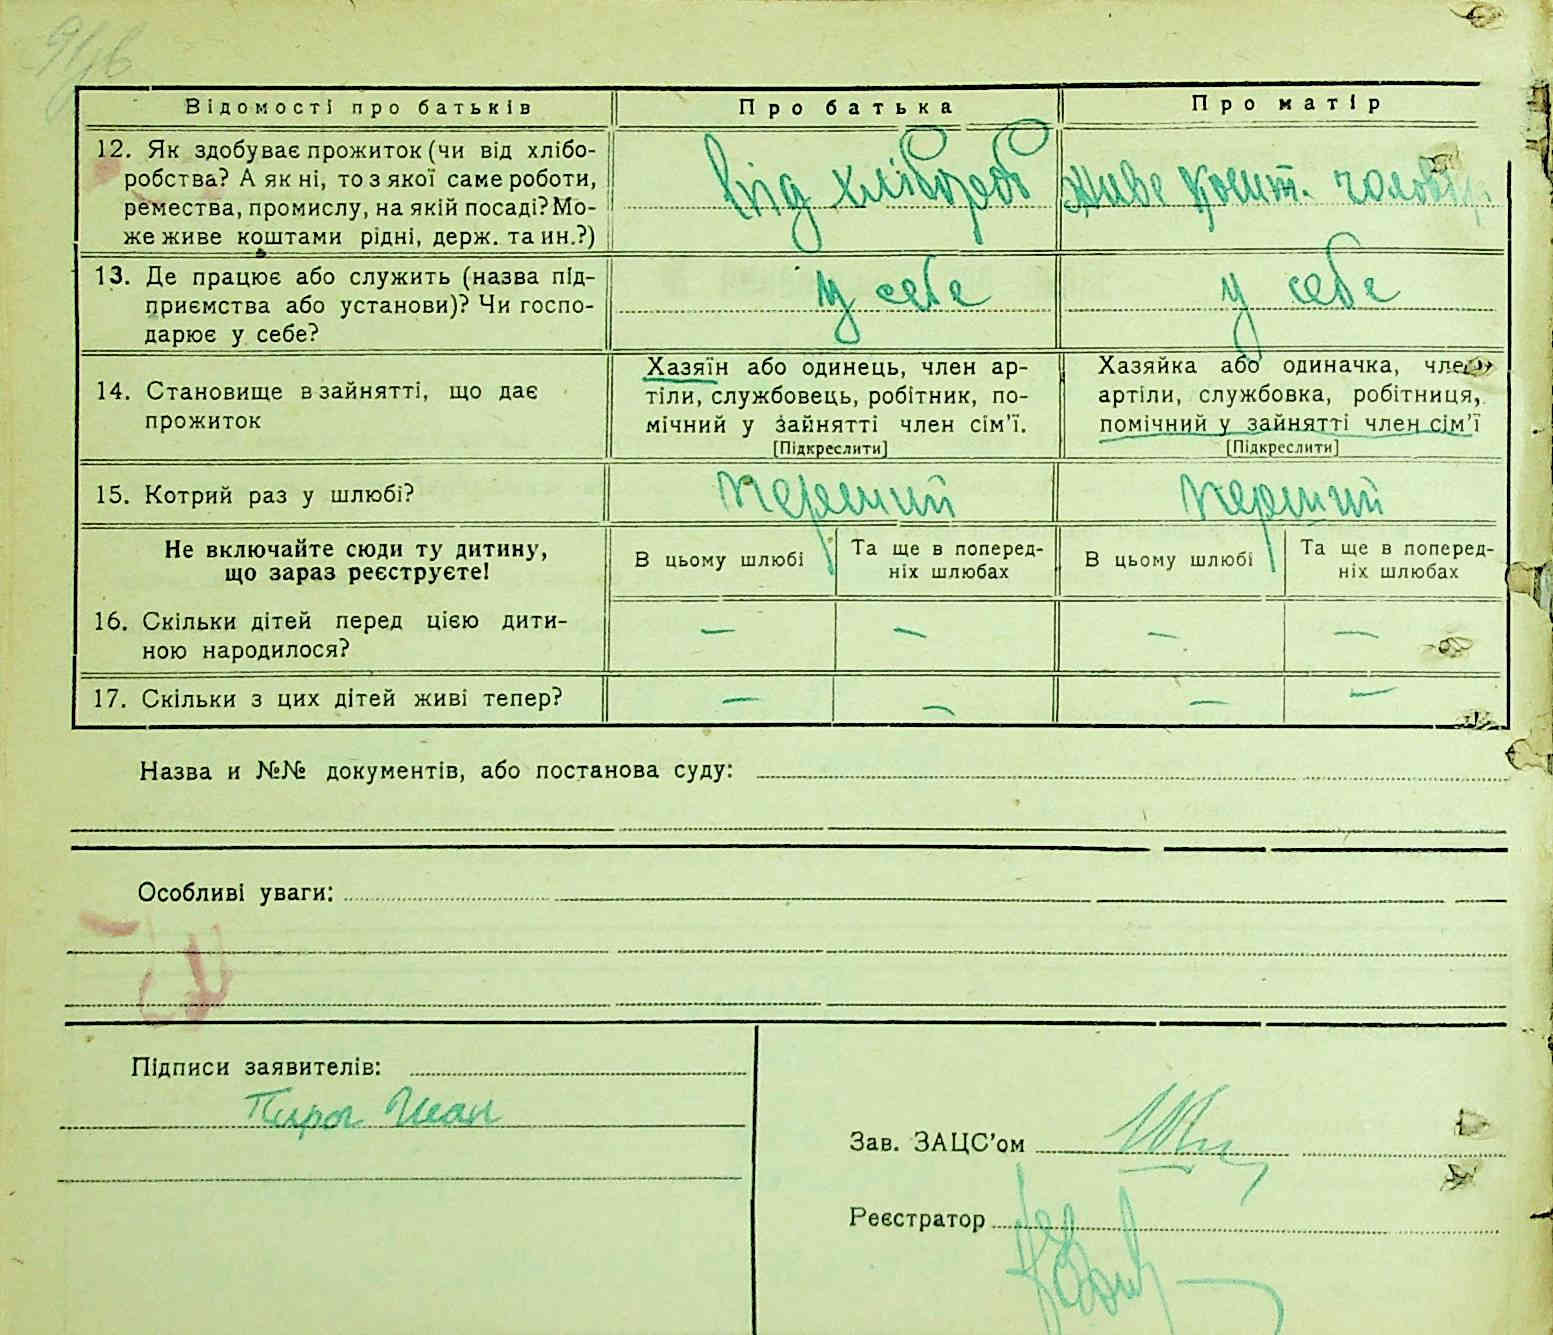 Відомості про батьків
Про батька
Про матір
12. Як здобуває прожиток (чи від хлібо-
робства? А як ні, то з якої саме роботи,
ремества, промислу, на якій посаді? Мо-
же живе коштами рідні, держ. та ин.?)
від хлібороб
живе кошт. чоловік
13. Де працює або служить (назва під-
приємства або установи)? Чи госпо-
дарює у себе?
у себе
у себе
14. Становище в зайнятті, що дає
прожиток
Хазяїн або одинець, член ар-
тіли, службовець, робітник, по-
мічний у зайнятті член сім'ї.
[Підкреслити]
Хазяйка або одиначка, член
артіли, службовка, робітниця,
помічний у зайнятті член сім'ї
[Підкреслити]
15. Котрий раз у шлюбі?
перший
перший
Не включайте сюди ту дитину,
що зараз реєструєте!
В цьому шлюбі
Та ще в поперед-
ніх шлюбах
В цьому шлюбі
Та ще в поперед-
ніх шлюбах
16. Скільки дітей перед цією дити-
ною народилося?
— — — —
17. Скільки з цих дітей живі тепер?
— — — —
Назва и №№ документів, або постанова суду:
Особливі уваги:
Підписи заявителів:
Пирог Иван
Зав. ЗАЦС'ом
Реєстратор